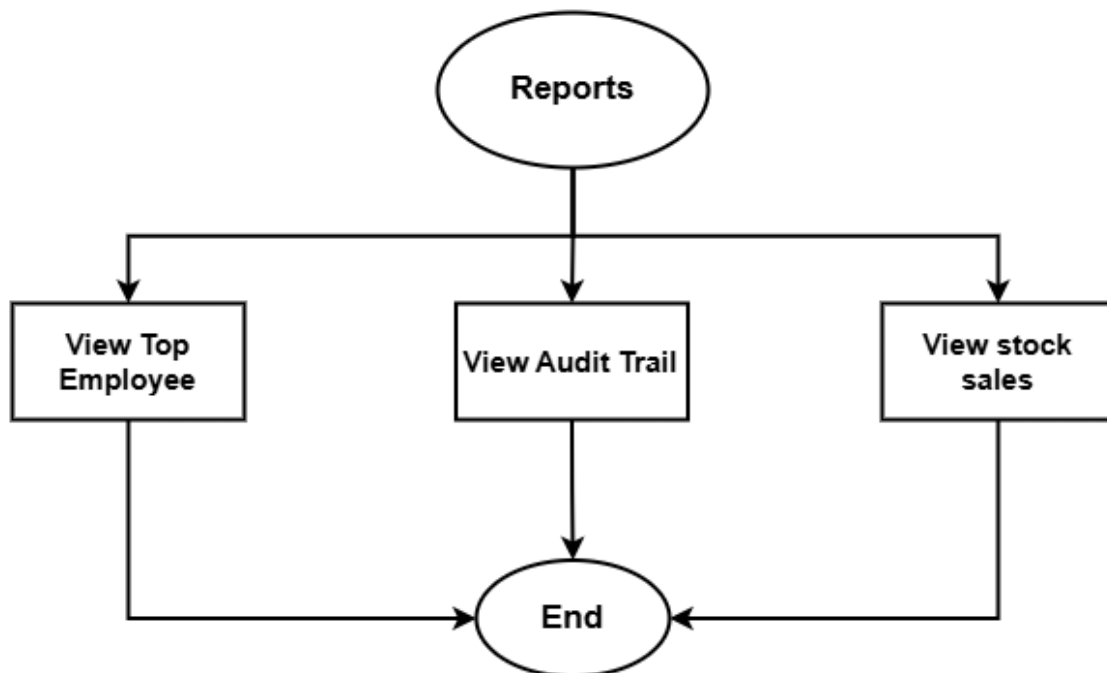 Reports
View Top
Employee
View Audit Trail
View stock
sales
End